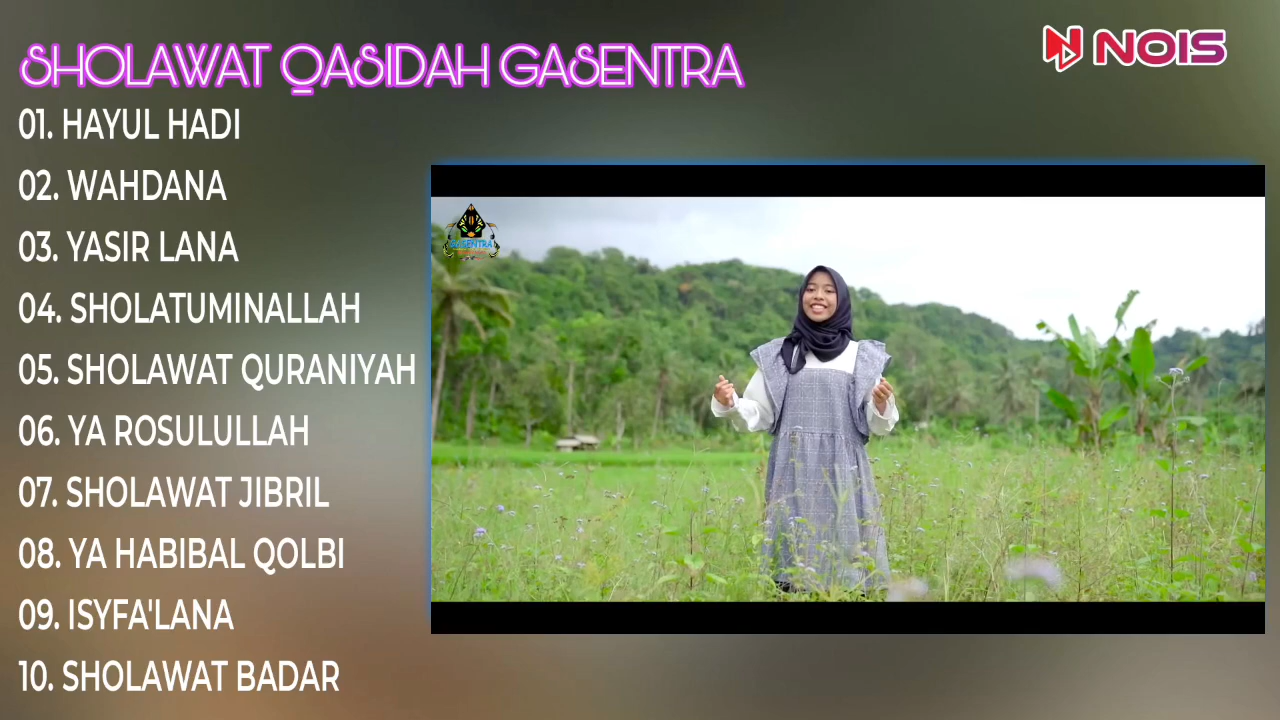 SHOLAWAT QASIDAH GASENTRA
NOIS
01. HAYUL HADI
02. WAHDANA
03. YASIR LANA
04. SHOLATUMINALLAH
05. SHOLAWAT QURANIYAH
06. YA ROSULULLAH
07. SHOLAWAT JIBRIL
08. YA HABIBAL QOLBI
09. ISYFA'LANA
10. SHOLAWAT BADAR
GASENTRA